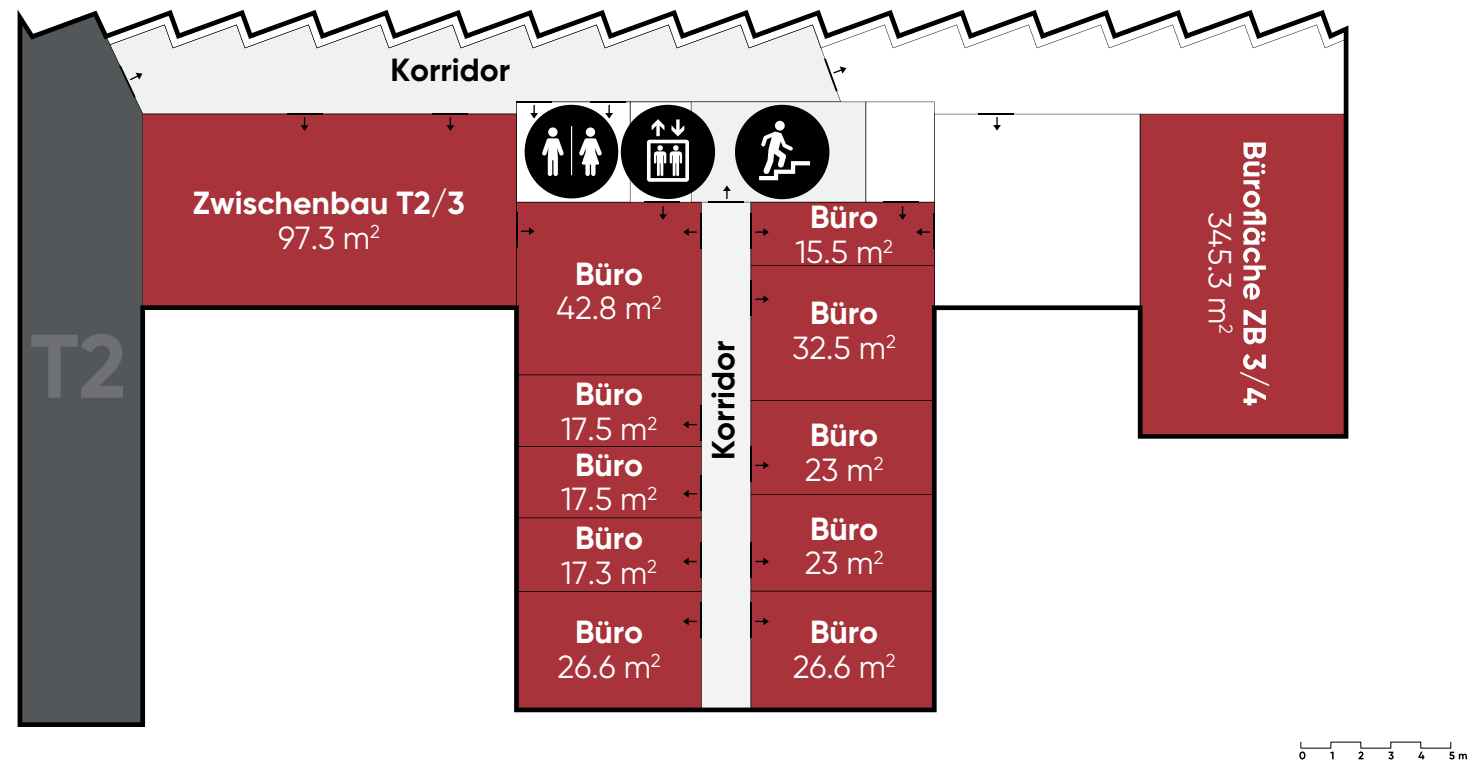 Korridor
Zwischenbau T2/3
97.3 m²
T2
Büro
42.8 m²
Büro
17.5 m²
Büro
17.5 m²
Büro
17.3 m²
Büro
26.6 m²
Korridor
Büro
15.5 m²
Büro
32.5 m²
Büro
23 m²
Büro
23 m²
Büro
26.6 m²
Bürofläche ZB 3/4
345.3 m²
0 1 2 3 4 5 m